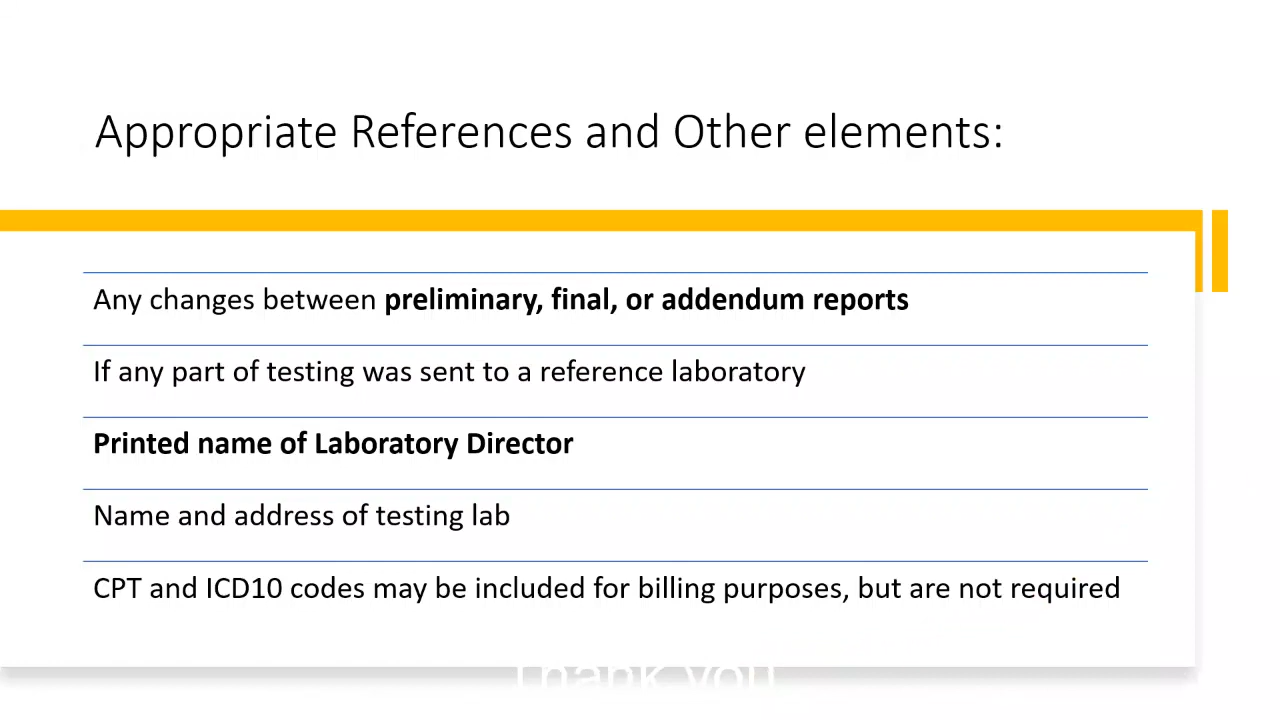 Appropriate References and Other elements:
Any changes between preliminary, final, or addendum reports
If any part of testing was sent to a reference laboratory
Printed name of Laboratory Director
Name and address of testing lab
CPT and ICD10 codes may be included for billing purposes, but are not required
Thank you